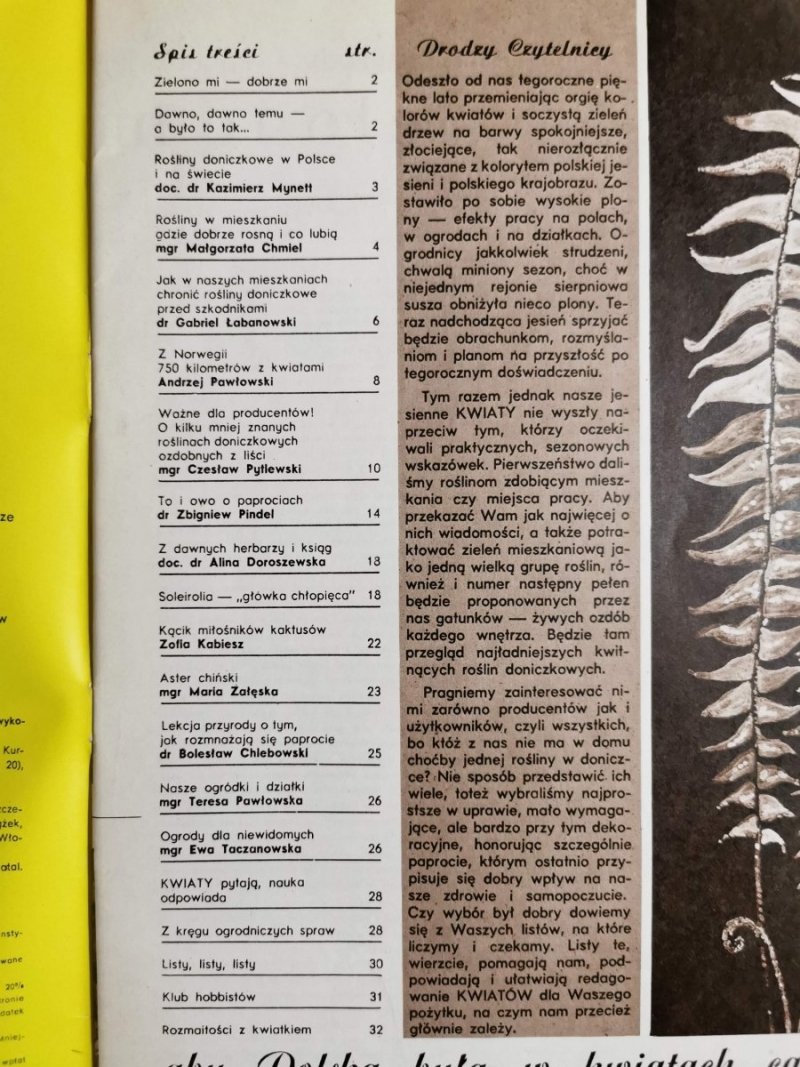 Spis treści str.
Zielono mi — dobrze mi 2
Dawno, dawno temu —
a było to tak... 2
Rośliny doniczkowe w Polsce
i na świecie
doc. dr Kazimierz Mynett 3
Rośliny w mieszkaniu
gdzie dobrze rosną i co lubią
mgr Małgorzata Chmiel 4
Jak w naszych mieszkaniach
chronić rośliny doniczkowe
przed szkodnikami
dr Gabriel Łabanowski 6
Z Norwegii
750 kilometrów z kwiatami
Andrzej Pawłowski 8
Ważne dla producentów!
O kilku mniej znanych
roślinach doniczkowych
ozdobnych z liści
mgr Czesław Pytlewski 10
To i owo o paprociach
dr Zbigniew Pindel 14
Z dawnych herbarzy i ksiąg
doc. dr Alina Doroszewska 18
Soleirolia — „główka chłopięca" 18
Kącik miłośników kaktusów
Zofia Kabiesz 22
Aster chiński
mgr Maria Załęska 23
Lekcja przyrody o tym,
jak rozmnażają się paprocie
dr Bolesław Chlebowski 25
Nasze ogródki i działki
mgr Teresa Pawłowska 26
Ogrody dla niewidomych
mgr Ewa Taczanowska 26
KWIATY pytają, nauka
odpowiada 28
Z kręgu ogrodniczych spraw 28
Listy, listy, listy 30
Klub hobbistów 31
Rozmaitości z kwiatkiem 32
Drodzy Czytelnicy
Odeszło od nas tegoroczne pię-
kne lato przemieniając orgię ko-
lorów kwiatów i soczystą zieleń
drzew na barwy spokojniejsze,
złociejące, tak nierozłącznie
związane z kolorytem polskiej je-
sieni i polskiego krajobrazu. Zo-
stawiło po sobie wysokie plo-
ny — efekty pracy na polach,
w ogrodach i na działkach. O-
grodnicy jakkolwiek strudzeni,
chwalą miniony sezon, choć w
niejednym rejonie sierpniowa
susza obniżyła nieco plony. Te-
raz nadchodząca jesień sprzyjać
będzie obrachunkom, rozmyśla-
niom i planom na przyszłość po
tegorocznym doświadczeniu.
Tym razem jednak nasze je-
sienne KWIATY nie wyszły na-
przeciw tym, którzy oczeki-
wali praktycznych, sezonowych
wskazówek. Pierwszeństwo dali-
śmy roślinom zdobiącym miesz-
kania czy miejsca pracy. Aby
przekazać Wam jak najwięcej o
nich wiadomości, a także potra-
ktować zieleń mieszkaniową ja-
ko jedną wielką grupę roślin, ró-
wnież i numer następny pełen
będzie proponowanych przez
nas gatunków — żywych ozdób
każdego wnętrza. Będzie tam
przegląd najładniejszych kwit-
nących roślin doniczkowych.
Pragniemy zainteresować ni-
mi zarówno producentów jak i
użytkowników, czyli wszystkich,
bo któż z nas nie ma w domu
choćby jednej rośliny w donicz-
ce? Nie sposób przedstawić ich
wiele, toteż wybraliśmy najpro-
stsze w uprawie, mało wymaga-
jące, ale bardzo przy tym deko-
racyjne, honorując szczególnie
paprocie, którym ostatnio przy-
pisuje się dobry wpływ na na-
sze zdrowie i samopoczucie.
Czy wybór był dobry dowiemy
się z Waszych listów, na które
liczymy i czekamy. Listy te,
wierzcie, pomagają nam, pod-
powiadają i ułatwiają redago-
wanie KWIATÓW dla Waszego
pożytku, na czym nam przecież
głównie zależy.
aby Polska była w kwiatach